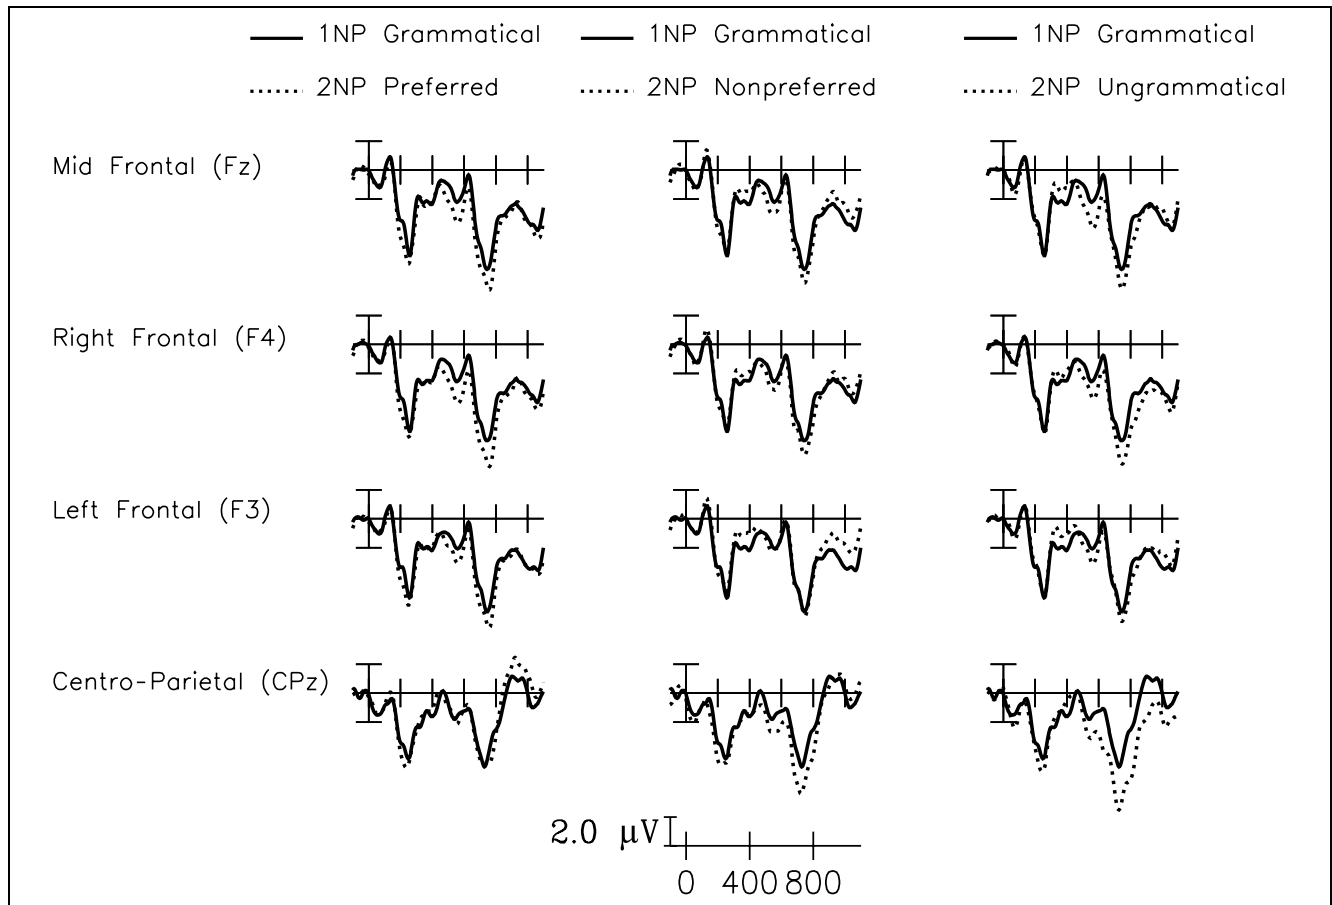 1NP Grammatical 1NP Grammatical 1NP Grammatical
2NP Preferred 2NP Nonpreferred 2NP Ungrammatical
Mid Frontal (Fz)
Right Frontal (F4)
Left Frontal (F3)
Centro-Parietal (CPz)
2.0 μV
0 400 800